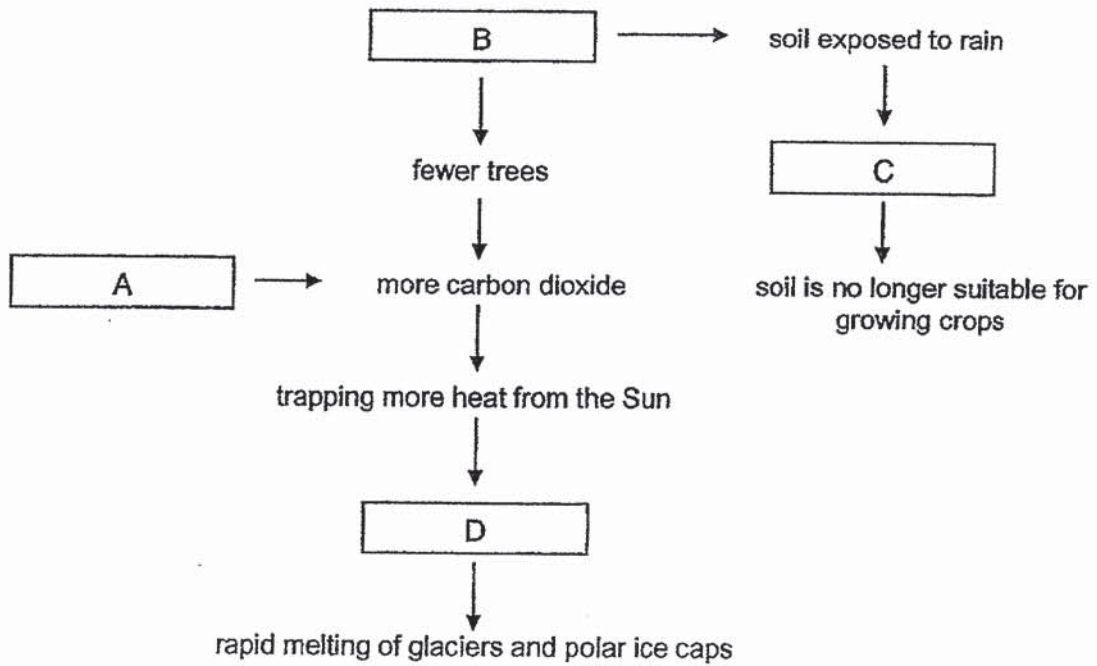 B
soil exposed to rain
fewer trees
C
A
more carbon dioxide
soil is no longer suitable for
growing crops
trapping more heat from the Sun
D
rapid melting of glaciers and polar ice caps